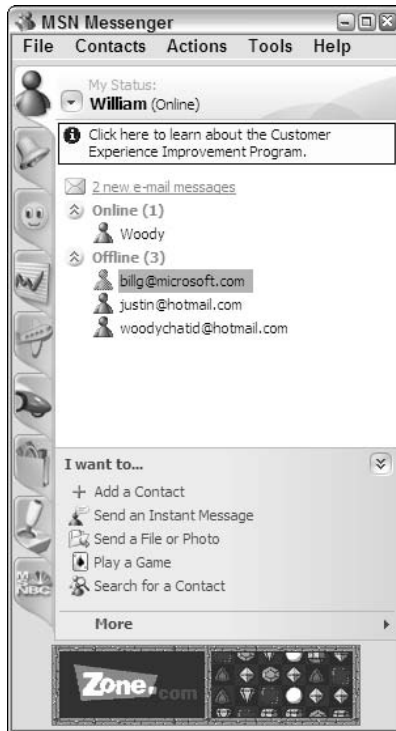 MSN Messenger
File Contacts Actions Tools Help
My Status:
William (Online)
Click here to learn about the Customer
Experience Improvement Program.
2 new e-mail messages
Online (1)
Woody
Offline (3)
billg@microsoft.com
justin@hotmail.com
woodychatid@hotmail.com
I want to...
+ Add a Contact
Send an Instant Message
Send a File or Photo
Play a Game
Search for a Contact
More
NBC
Zone.com